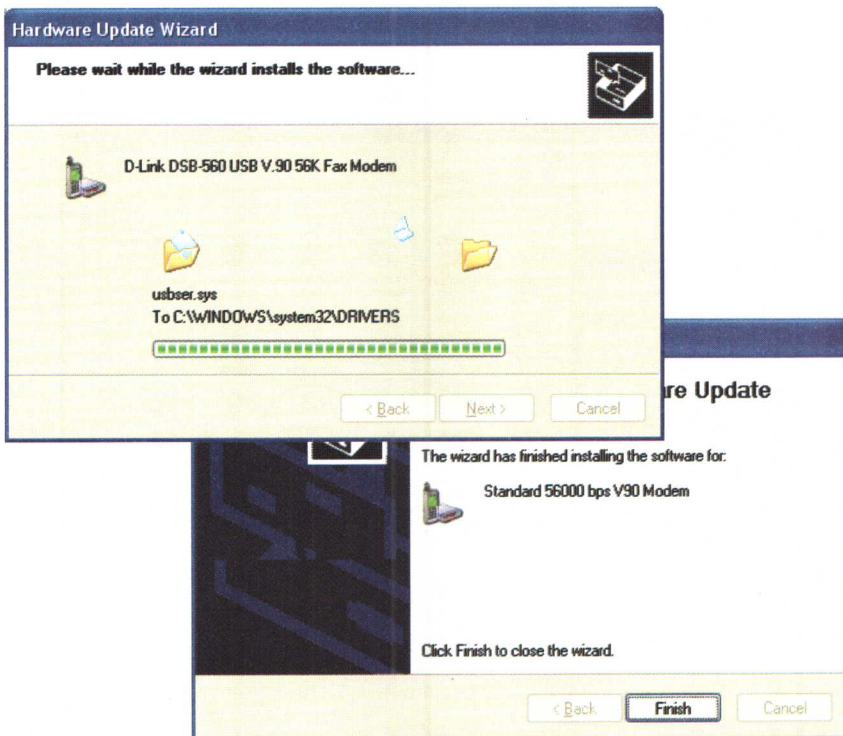 Hardware Update Wizard
Please wait while the wizard installs the software...
D-Link DSB-560 USB V.90 56K Fax Modem
usbser.sys
To C:\WINDOWS\system32\DRIVERS
< Back Next > Cancel
Update
The wizard has finished installing the software for:
Standard 56000 bps V90 Modem
Click Finish to close the wizard.
< Back Finish Cancel